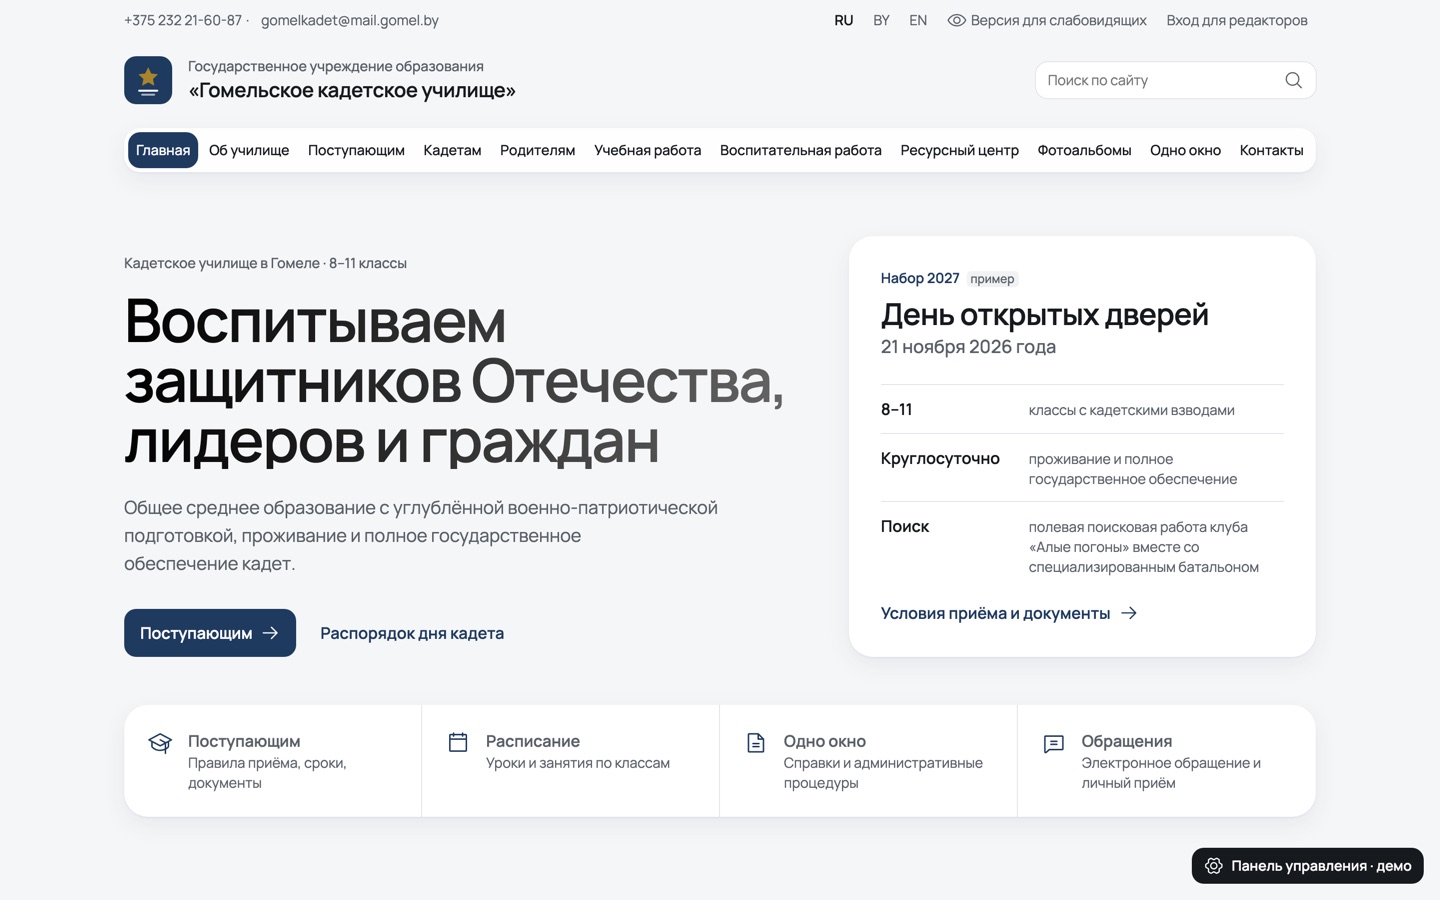 +375 232 21-60-87 · gomelkadet@mail.gomel.by
RU BY EN Версия для слабовидящих Вход для редакторов
Государственное учреждение образования
«Гомельское кадетское училище»
Поиск по сайту
Главная Об училище Поступающим Кадетам Родителям Учебная работа Воспитательная работа Ресурсный центр Фотоальбомы Одно окно Контакты
Кадетское училище в Гомеле · 8–11 классы
Воспитываем
защитников Отечества,
лидеров и граждан
Общее среднее образование с углублённой военно-патриотической
подготовкой, проживание и полное государственное
обеспечение кадет.
Поступающим
Распорядок дня кадета
Набор 2027 пример
День открытых дверей
21 ноября 2026 года
8–11 классы с кадетскими взводами
Круглосуточно проживание и полное
государственное обеспечение
Поиск полевая поисковая работа клуба
«Алые погоны» вместе со
специализированным батальоном
Условия приёма и документы
Поступающим
Правила приёма, сроки,
документы
Расписание
Уроки и занятия по классам
Одно окно
Справки и административные
процедуры
Обращения
Электронное обращение и
личный приём
Панель управления · демо